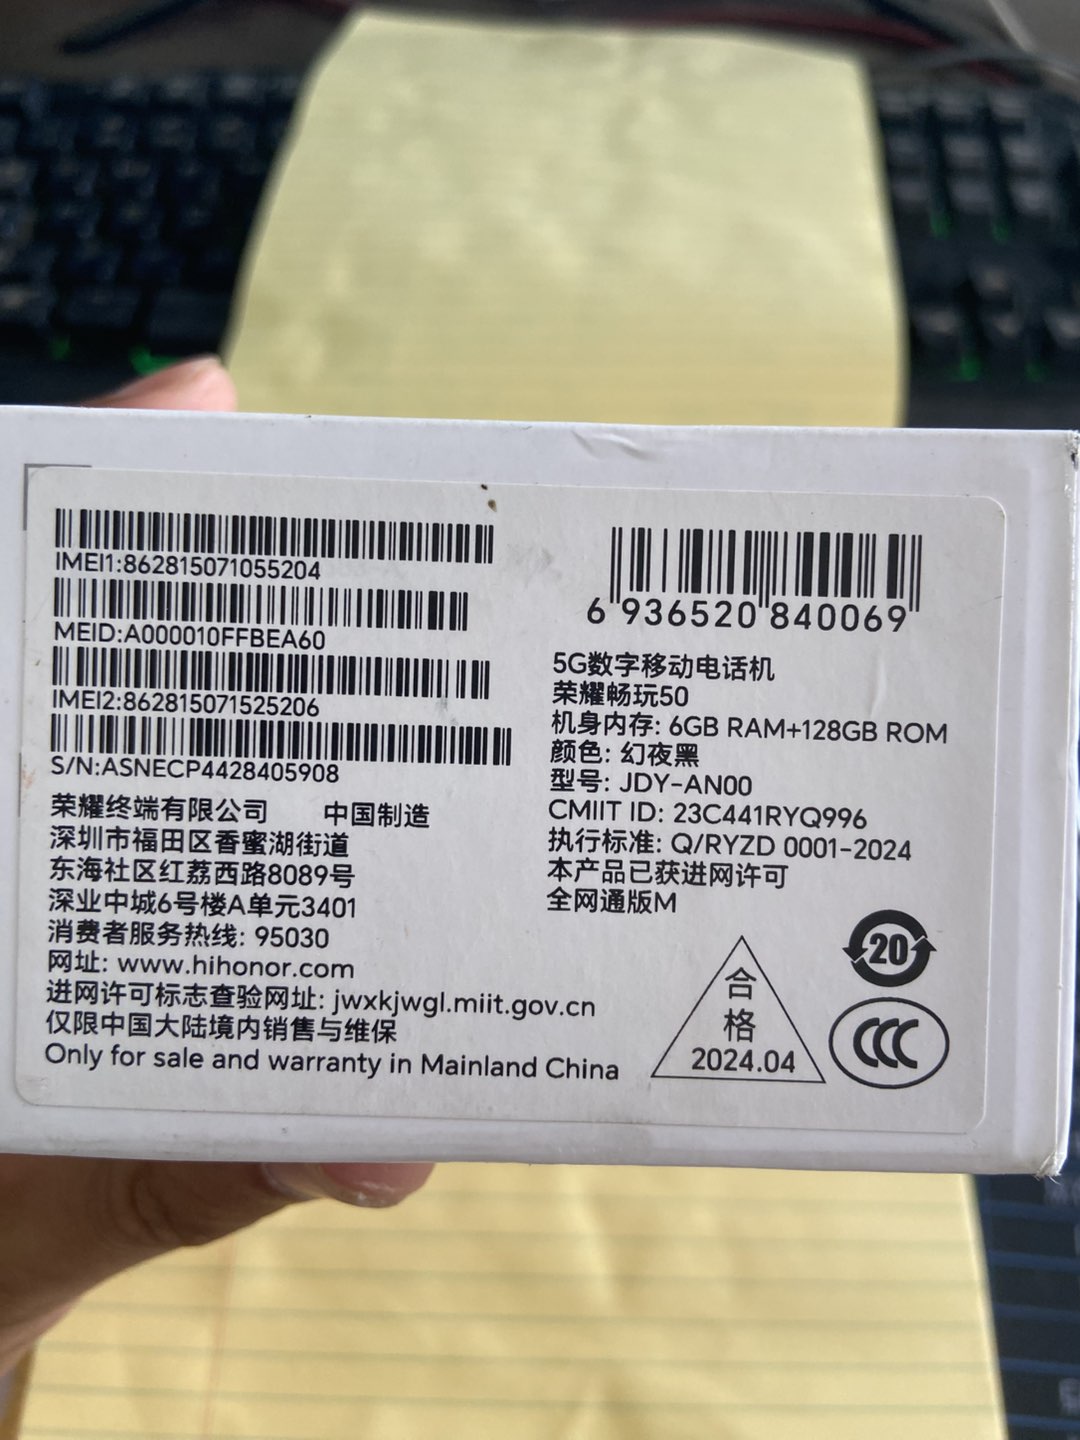 IMEI1:862815071055204
MEID:A000010FFBEA60
IMEI2:862815071525206
S/N:ASNECP4428405908
荣耀终端有限公司 中国制造
深圳市福田区香蜜湖街道
东海社区红荔西路8089号
深业中城6号楼A单元3401
消费者服务热线: 95030
网址: www.hihonor.com
进网许可标志查验网址: jwxkjwgl.miit.gov.cn
仅限中国大陆境内销售与维保
Only for sale and warranty in Mainland China
6 936520 840069
5G数字移动电话机
荣耀畅玩50
机身内存: 6GB RAM+128GB ROM
颜色: 幻夜黑
型号: JDY-AN00
CMIIT ID: 23C441RYQ996
执行标准: Q/RYZD 0001-2024
本产品已获进网许可
全网通版M
合
格
2024.04
20
CCC